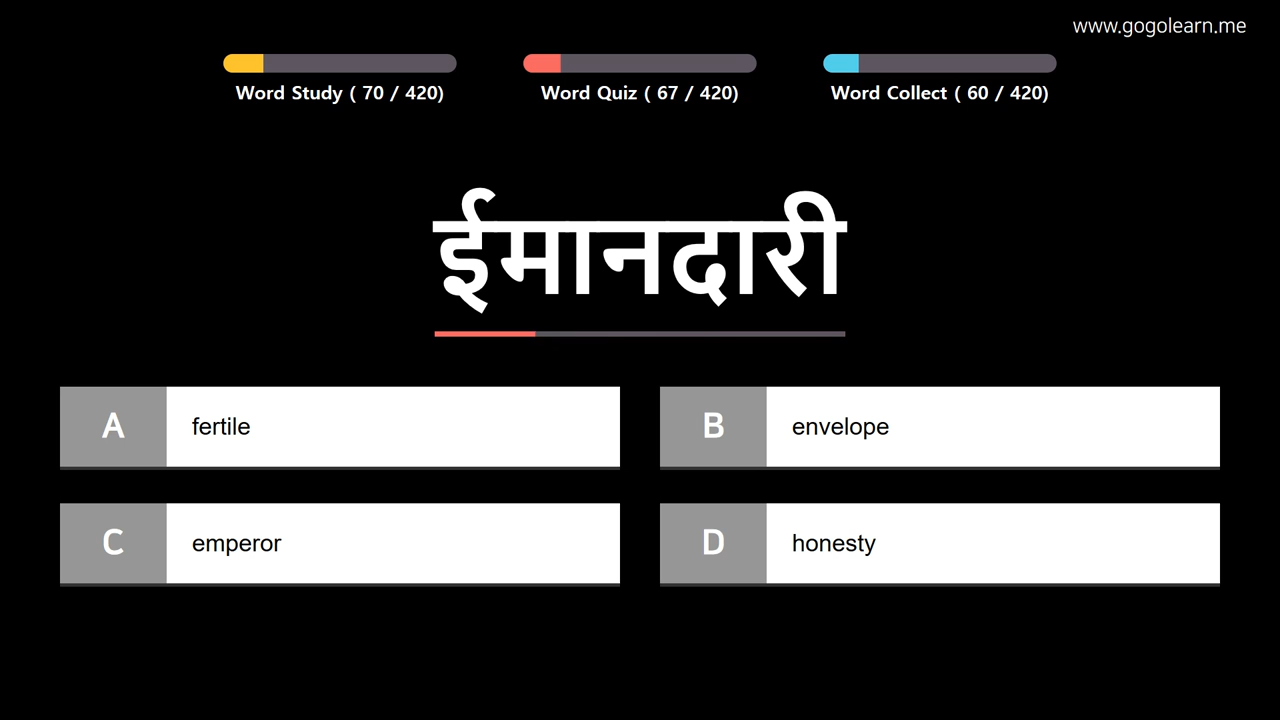 www.gogolearn.me
Word Study ( 70 / 420)
Word Quiz ( 67 / 420)
Word Collect ( 60 / 420)
ईमानदारी
A fertile
B envelope
C emperor
D honesty